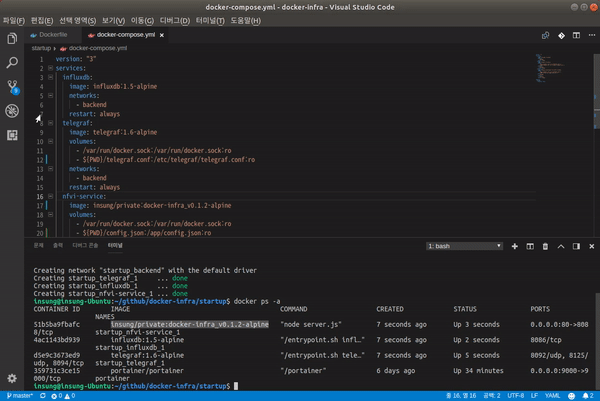 docker-compose.yml - docker-infra - Visual Studio Code
파일(F) 편집(E) 선택 영역(S) 보기(V) 이동(G) 디버그(D) 터미널(T) 도움말(H)
Dockerfile docker-compose.yml
startup docker-compose.yml
1 version: "3"
2 services:
3 influxdb:
4 image: influxdb:1.5-alpine
5 networks:
6 - backend
7 restart: always
8 telegraf:
9 image: telegraf:1.6-alpine
10 volumes:
11 - /var/run/docker.sock:/var/run/docker.sock:ro
12 - ${PWD}/telegraf.conf:/etc/telegraf/telegraf.conf:ro
13 networks:
14 - backend
15 restart: always
16 nfvi-service:
17 image: insung/private:docker-infra_v0.1.2-alpine
18 volumes:
19 - /var/run/docker.sock:/var/run/docker.sock:ro
20 - ${PWD}/config.json:/app/config.json:ro
문제 출력 디버그 콘솔 터미널 1: bash
Creating network "startup_backend" with the default driver
Creating startup_telegraf_1 ... done
Creating startup_influxdb_1 ... done
Creating startup_nfvi-service_1 ... done
insung@insung-Ubuntu:~/github/docker-infra/startup$ docker ps -a
CONTAINER ID IMAGE COMMAND CREATED STATUS PORTS
NAMES
51b5ba9fbafc insung/private:docker-infra_v0.1.2-alpine "node server.js" 7 seconds ago Up 3 seconds 0.0.0.0:80->808
8/tcp startup_nfvi-service_1
4ac1143bd939 influxdb:1.5-alpine "/entrypoint.sh infl…" 7 seconds ago Up 2 seconds 8086/tcp
startup_influxdb_1
d5e9c3673ed9 telegraf:1.6-alpine "/entrypoint.sh tele…" 7 seconds ago Up 5 seconds 8092/udp, 8125/
udp, 8094/tcp startup_telegraf_1
359731c3ce15 portainer/portainer "/portainer" 6 days ago Up 34 minutes 0.0.0.0:9000->9
000/tcp portainer
insung@insung-Ubuntu:~/github/docker-infra/startup$
master* 0 0 줄 16, 열 16 공백: 2 UTF-8 LF YAML 2